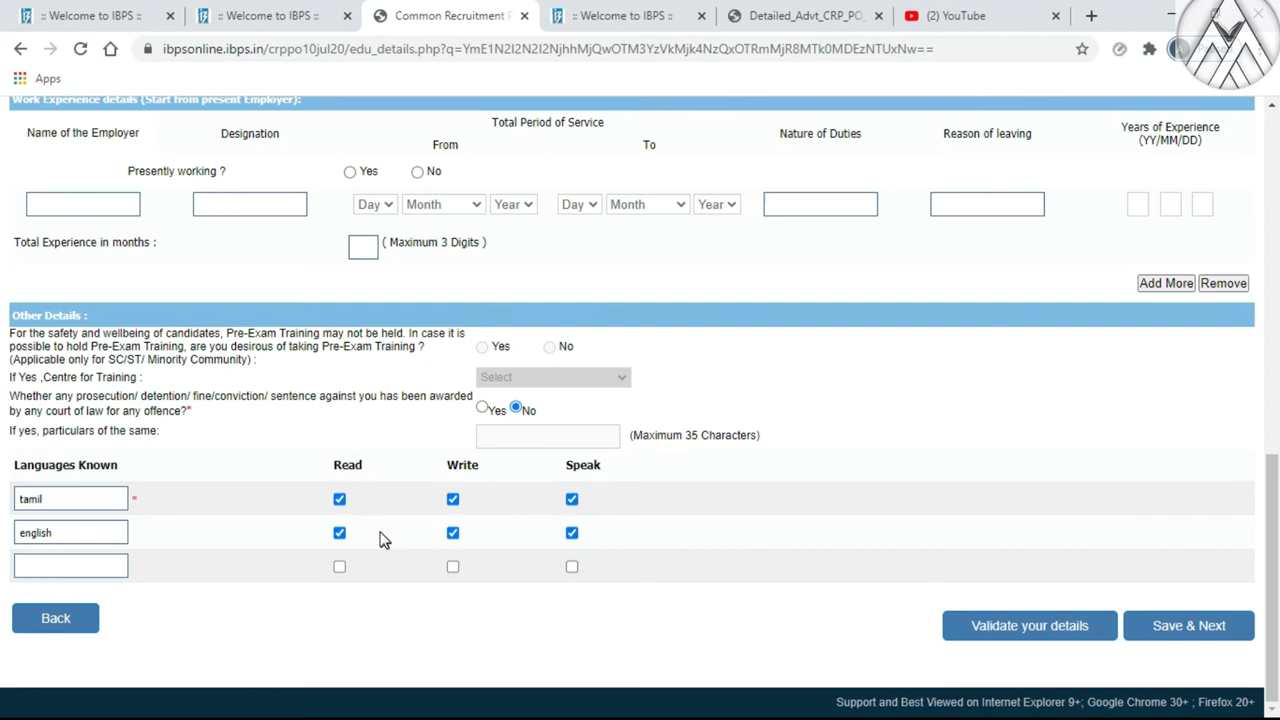 :: Welcome to IBPS ::
:: Welcome to IBPS ::
Common Recruitment P
:: Welcome to IBPS ::
Detailed_Advt_CRP_PO_
(2) YouTube
ibpsonline.ibps.in/crppo10jul20/edu_details.php?q=YmE1N2I2N2I2NjhhMjQwOTM3YzVkMjk4NzQxOTRmMjR8MTk0MDEzNTUxNw==
Apps
Work Experience details (Start from present Employer):
Name of the Employer
Designation
Total Period of Service
From
To
Nature of Duties
Reason of leaving
Years of Experience
(YY/MM/DD)
Presently working ?
Yes No
Day Month Year Day Month Year
Total Experience in months :
( Maximum 3 Digits )
Add More Remove
Other Details :
For the safety and wellbeing of candidates, Pre-Exam Training may not be held. In case it is
possible to hold Pre-Exam Training, are you desirous of taking Pre-Exam Training ?
(Applicable only for SC/ST/ Minority Community) :
Yes No
If Yes ,Centre for Training :
Select
Whether any prosecution/ detention/ fine/conviction/ sentence against you has been awarded
by any court of law for any offence?*
Yes No
If yes, particulars of the same:
(Maximum 35 Characters)
Languages Known Read Write Speak
tamil *
english
Back
Validate your details Save & Next
Support and Best Viewed on Internet Explorer 9+; Google Chrome 30+ ; Firefox 20+